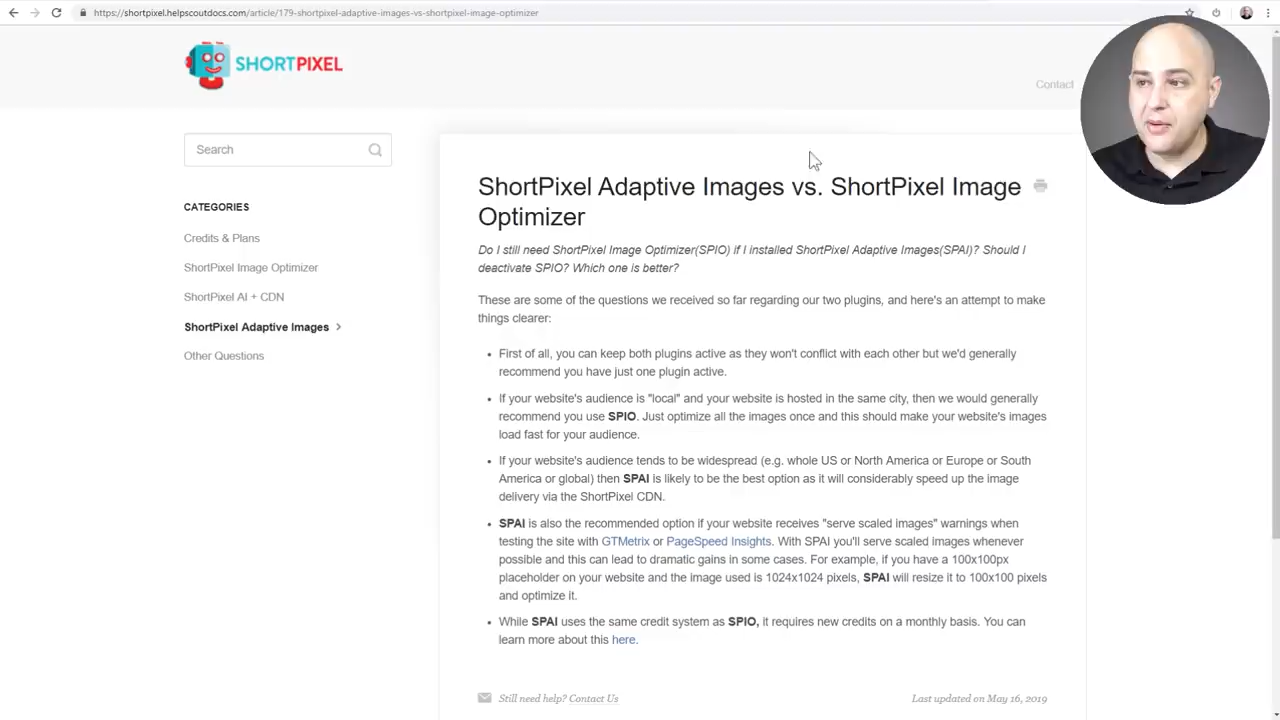 https://shortpixel.helpscoutdocs.com/article/179-shortpixel-adaptive-images-vs-shortpixel-image-optimizer
SHORTPIXEL
Contact
Search
CATEGORIES
Credits & Plans
ShortPixel Image Optimizer
ShortPixel AI + CDN
ShortPixel Adaptive Images
Other Questions
ShortPixel Adaptive Images vs. ShortPixel Image
Optimizer
Do I still need ShortPixel Image Optimizer(SPIO) if I installed ShortPixel Adaptive Images(SPAI)? Should I
deactivate SPIO? Which one is better?
These are some of the questions we received so far regarding our two plugins, and here's an attempt to make
things clearer:
• First of all, you can keep both plugins active as they won't conflict with each other but we'd generally
recommend you have just one plugin active.
• If your website's audience is "local" and your website is hosted in the same city, then we would generally
recommend you use SPIO. Just optimize all the images once and this should make your website's images
load fast for your audience.
• If your website's audience tends to be widespread (e.g. whole US or North America or Europe or South
America or global) then SPAI is likely to be the best option as it will considerably speed up the image
delivery via the ShortPixel CDN.
• SPAI is also the recommended option if your website receives "serve scaled images" warnings when
testing the site with GTMetrix or PageSpeed Insights. With SPAI you'll serve scaled images whenever
possible and this can lead to dramatic gains in some cases. For example, if you have a 100x100px
placeholder on your website and the image used is 1024x1024 pixels, SPAI will resize it to 100x100 pixels
and optimize it.
• While SPAI uses the same credit system as SPIO, it requires new credits on a monthly basis. You can
learn more about this here.
Still need help? Contact Us
Last updated on May 16, 2019